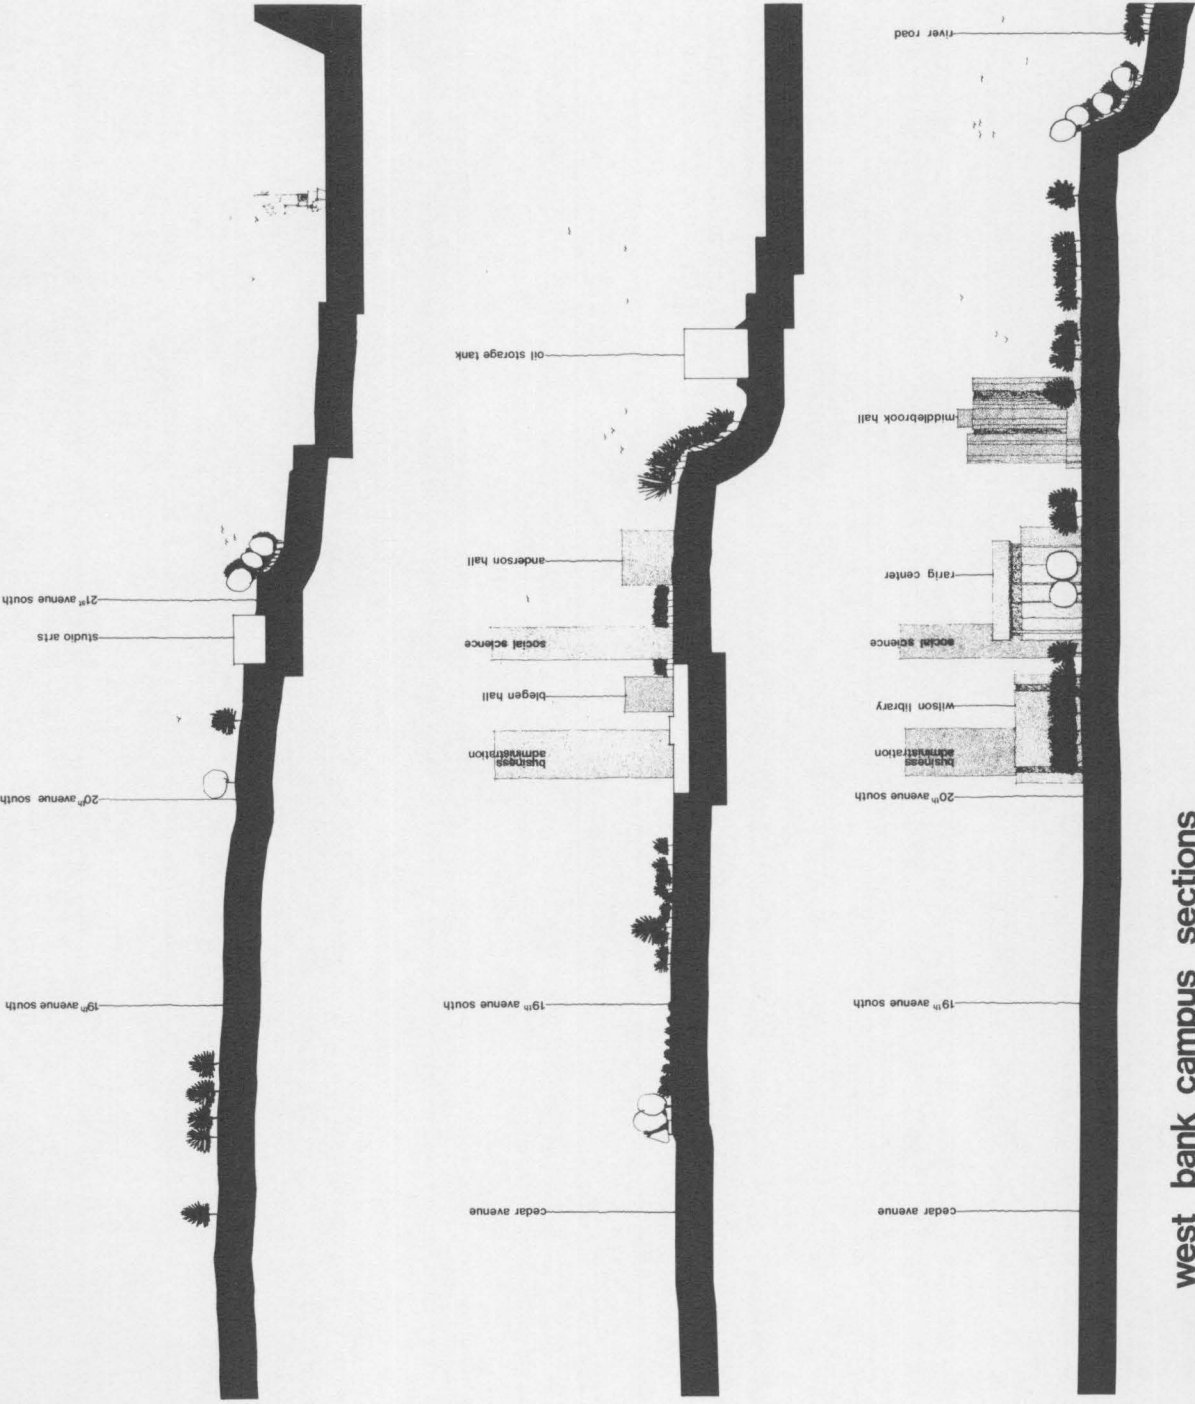 21st avenue south
studio arts
20th avenue south
19th avenue south
oil storage tank
anderson hall
social science
blegen hall
business
administration
19th avenue south
cedar avenue
river road
middlebrook hall
rarig center
social science
wilson library
business
administration
20th avenue south
19th avenue south
cedar avenue
west bank campus sections